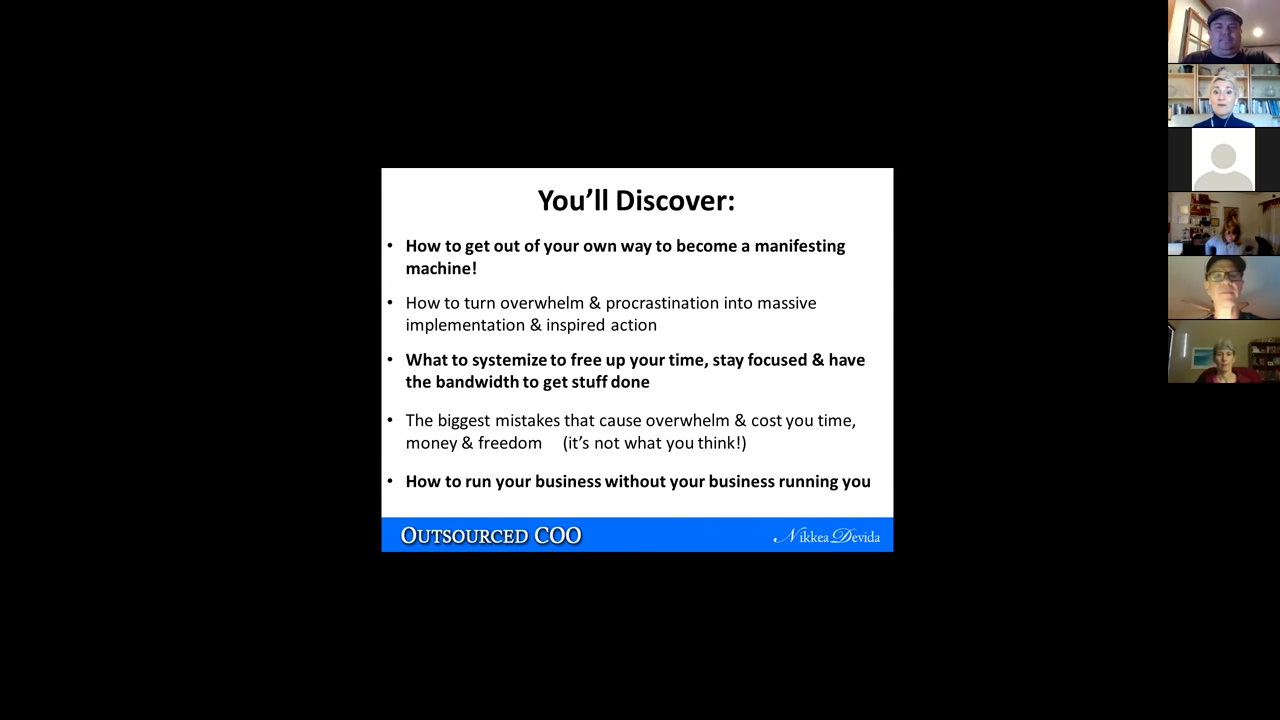 You'll Discover:
• How to get out of your own way to become a manifesting
machine!
• How to turn overwhelm & procrastination into massive
implementation & inspired action
• What to systemize to free up your time, stay focused & have
the bandwidth to get stuff done
• The biggest mistakes that cause overwhelm & cost you time,
money & freedom (it's not what you think!)
• How to run your business without your business running you
OUTSOURCED COO
Nikkea Devida